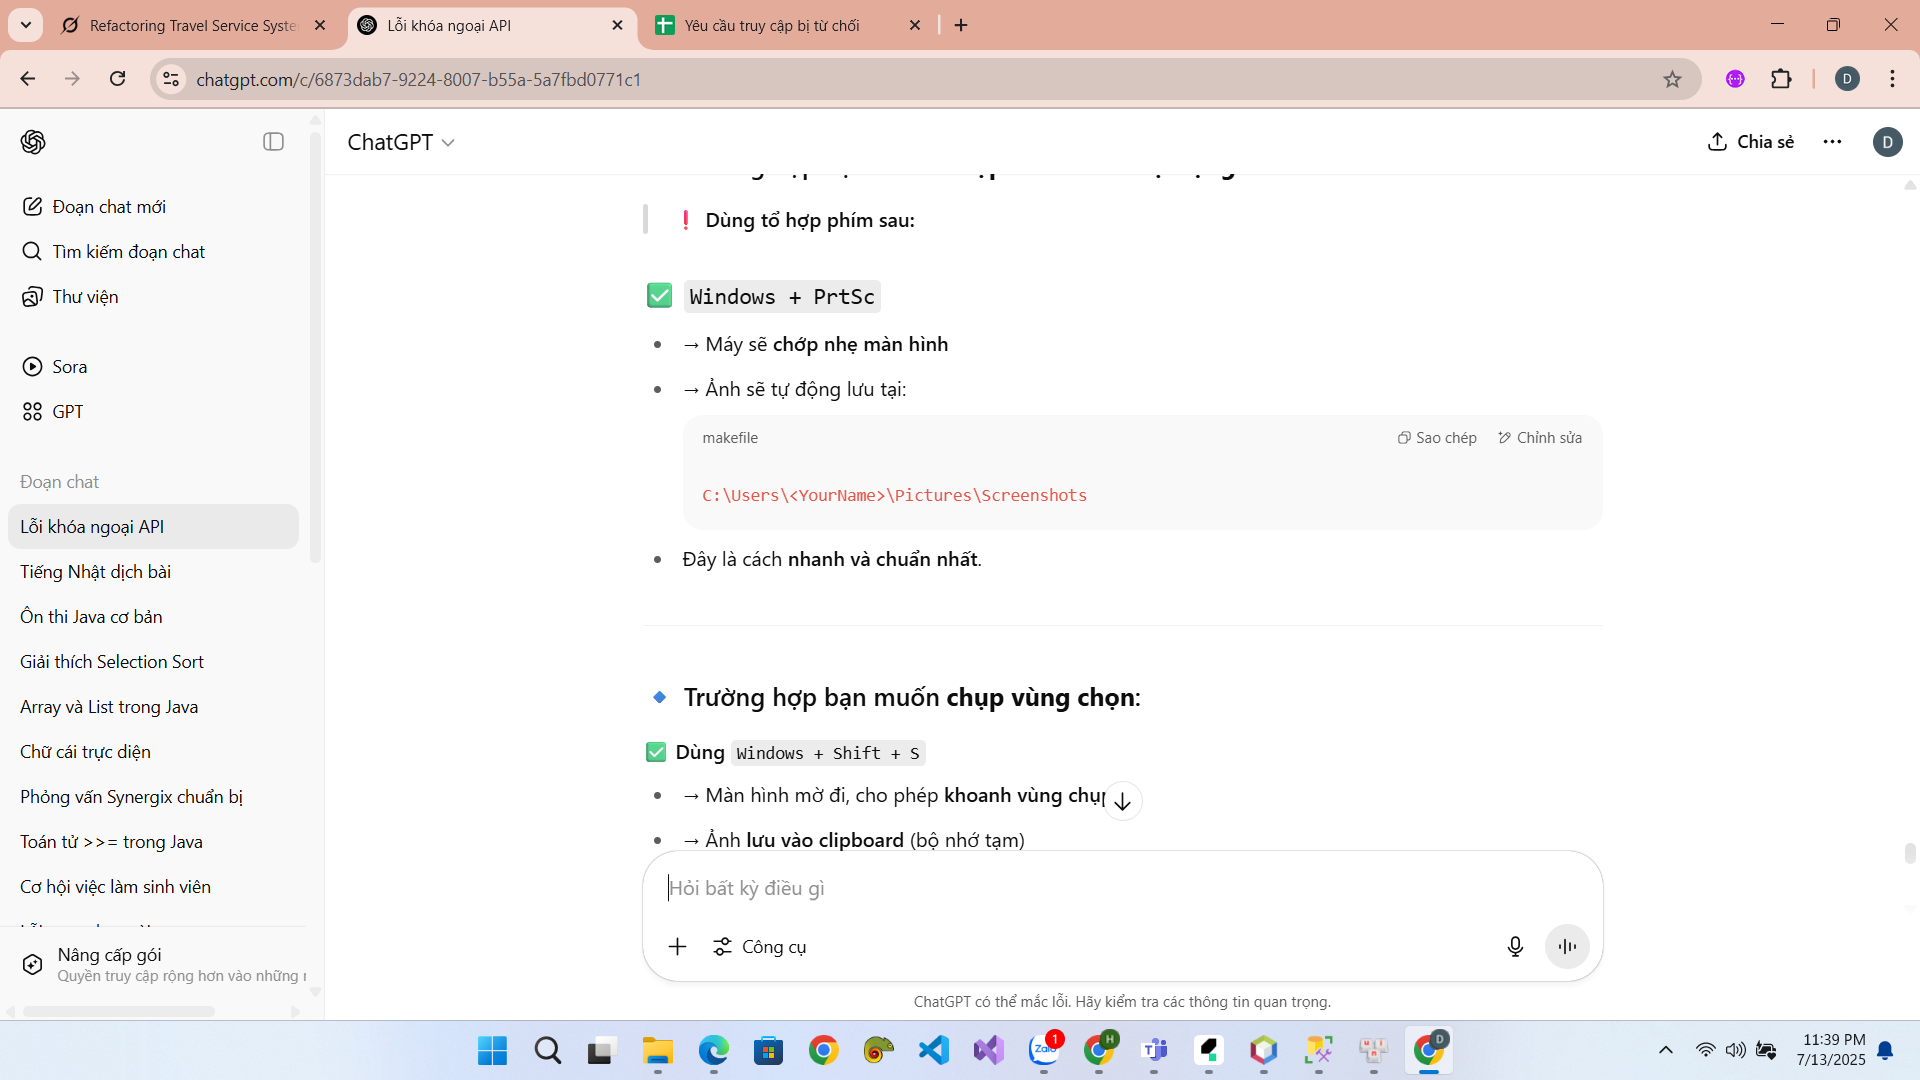 Refactoring Travel Service Syste
Lỗi khóa ngoại API
Yêu cầu truy cập bị từ chối
chatgpt.com/c/6873dab7-9224-8007-b55a-5a7fbd0771c1
D
ChatGPT
Chia sẻ
D
Đoạn chat mới
Tìm kiếm đoạn chat
Thư viện
Sora
GPT
Đoạn chat
Lỗi khóa ngoại API
Tiếng Nhật dịch bài
Ôn thi Java cơ bản
Giải thích Selection Sort
Array và List trong Java
Chữ cái trực diện
Phỏng vấn Synergix chuẩn bị
Toán tử >>= trong Java
Cơ hội việc làm sinh viên
Nâng cấp gói
Quyền truy cập rộng hơn vào những
❗ Dùng tổ hợp phím sau:
✅ Windows + PrtSc
• → Máy sẽ chớp nhẹ màn hình
• → Ảnh sẽ tự động lưu tại:
makefile
Sao chép
Chỉnh sửa
C:\Users\<YourName>\Pictures\Screenshots
• Đây là cách nhanh và chuẩn nhất.
🔹 Trường hợp bạn muốn chụp vùng chọn:
✅ Dùng Windows + Shift + S
• → Màn hình mờ đi, cho phép khoanh vùng chụp
• → Ảnh lưu vào clipboard (bộ nhớ tạm)
Hỏi bất kỳ điều gì
Công cụ
ChatGPT có thể mắc lỗi. Hãy kiểm tra các thông tin quan trọng.
Zalo
1
H
D
11:39 PM
7/13/2025